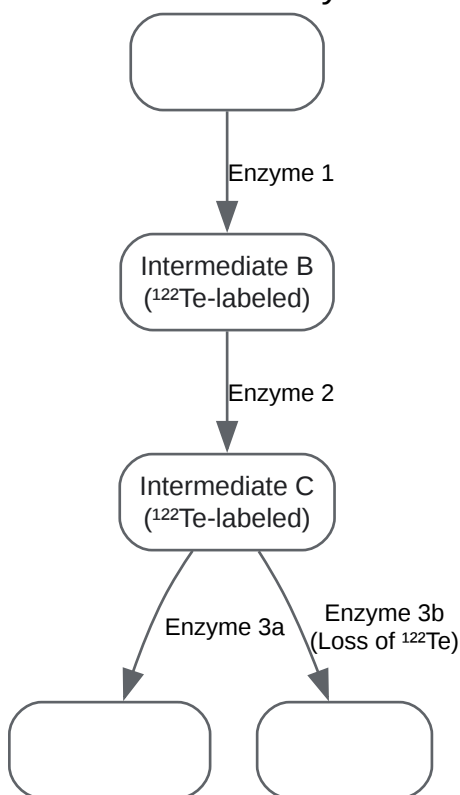 Enzyme 1
Intermediate B
(¹²²Te-labeled)
Enzyme 2
Intermediate C
(¹²²Te-labeled)
Enzyme 3a
Enzyme 3b
(Loss of ¹²²Te)